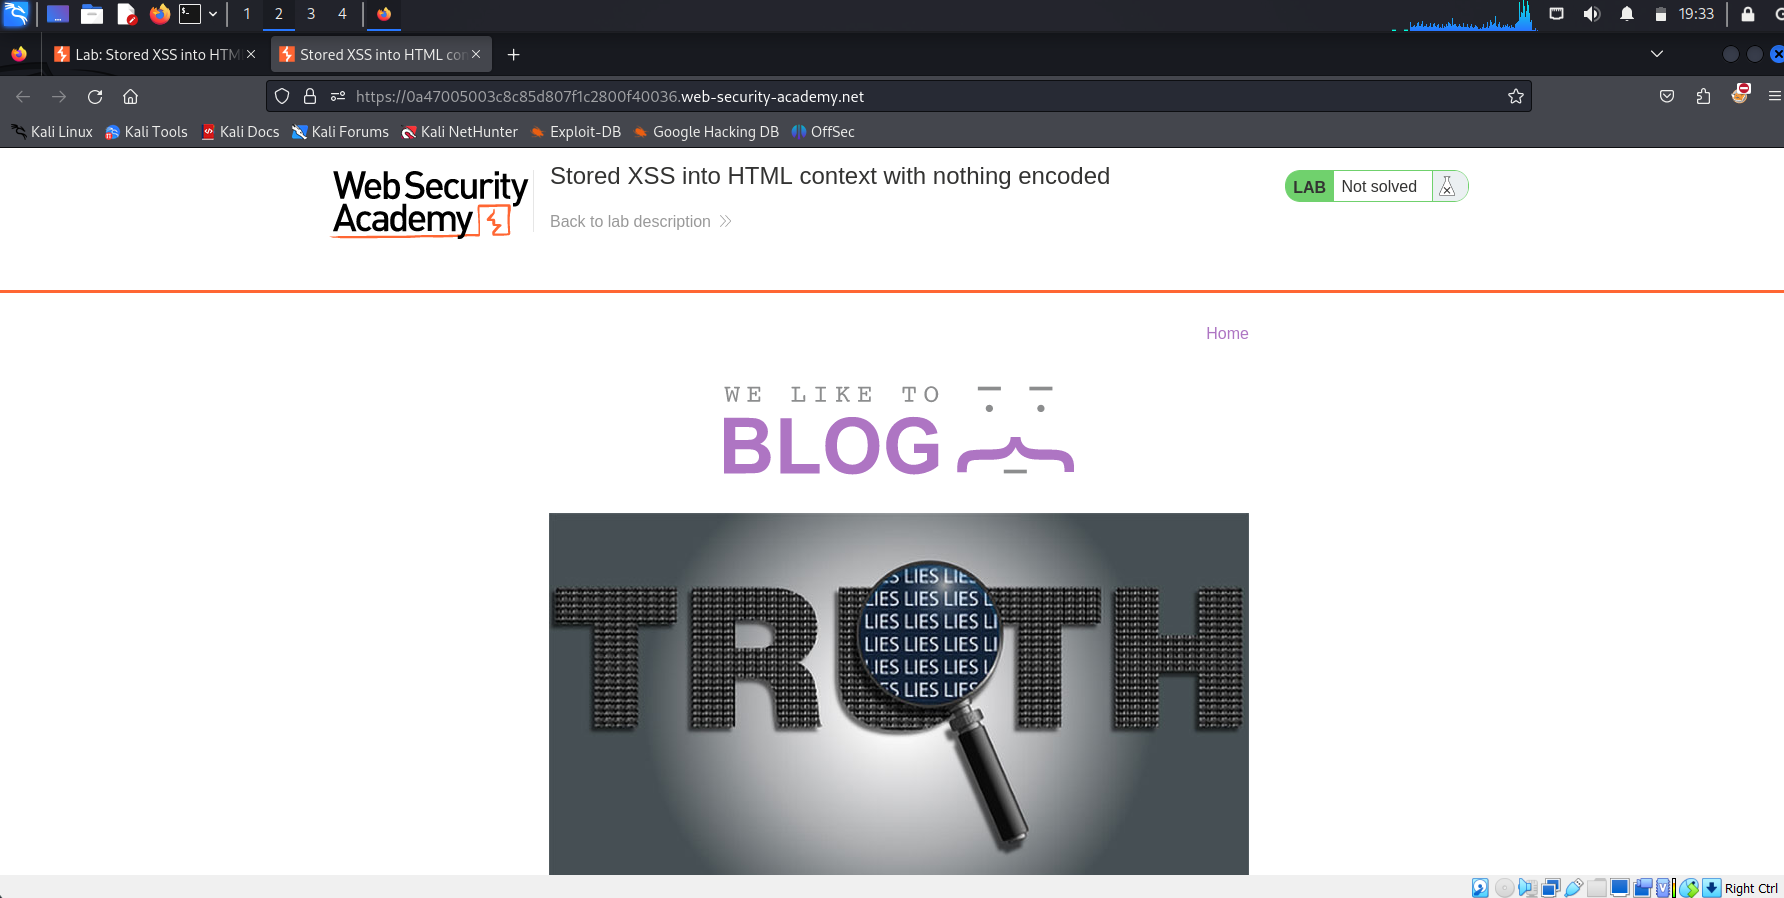 1 2 3 4 19:33
Lab: Stored XSS into HTM
Stored XSS into HTML con
https://0a47005003c8c85d807f1c2800f40036.web-security-academy.net
Kali Linux Kali Tools Kali Docs Kali Forums Kali NetHunter Exploit-DB Google Hacking DB OffSec
Web Security
Academy
Stored XSS into HTML context with nothing encoded
Back to lab description
LAB Not solved
Home
WE LIKE TO
BLOG
TRUTH
LIES LIES
LIES LIES LIES
LIES LIES LIES LI
LIES LIES LIES
LIES LIES LIES L
LIES LIES LIES
Right Ctrl